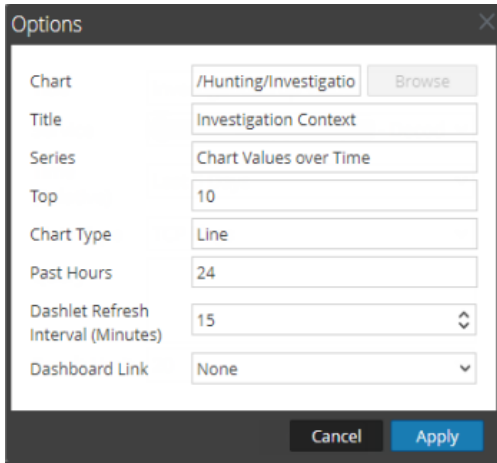 Options
Chart /Hunting/Investigatio Browse
Title Investigation Context
Series Chart Values over Time
Top 10
Chart Type Line
Past Hours 24
Dashlet Refresh
Interval (Minutes) 15
Dashboard Link None
Cancel Apply